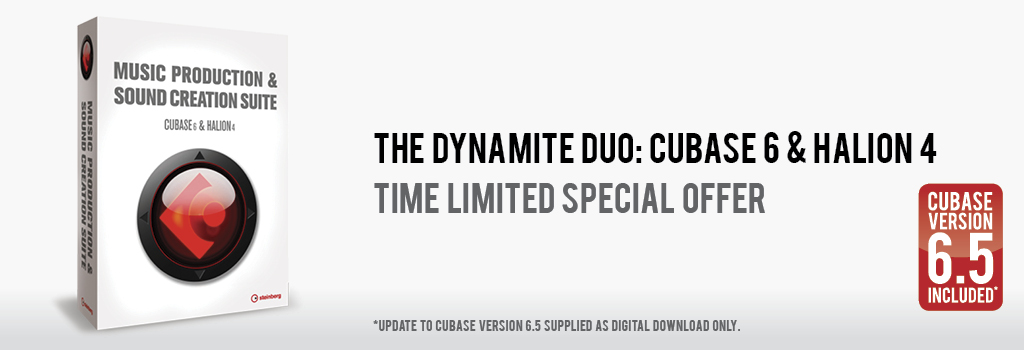 MUSIC PRODUCTION &
SOUND CREATION SUITE
CUBASE 6 & HALION 4
MUSIC PRODUCTION &
SOUND CREATION SUITE
steinberg
steinberg
THE DYNAMITE DUO: CUBASE 6 & HALION 4
TIME LIMITED SPECIAL OFFER
CUBASE
VERSION
6.5
INCLUDED*
*UPDATE TO CUBASE VERSION 6.5 SUPPLIED AS DIGITAL DOWNLOAD ONLY.